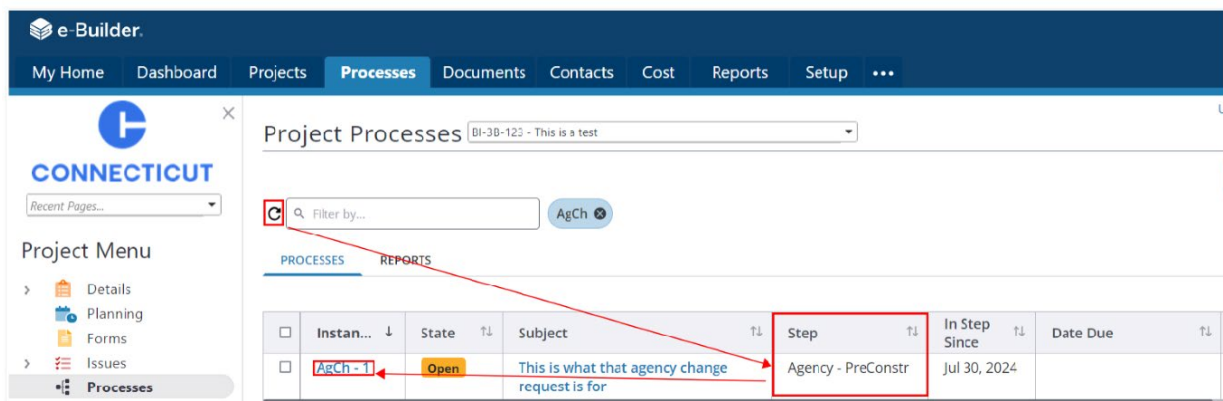 e-Builder.
My Home Dashboard Projects Processes Documents Contacts Cost Reports Setup
CONNECTICUT
Recent Pages...
Project Menu
Details
Planning
Forms
Issues
Processes
Project Processes BI-3B-123 - This is a test
Filter by... AgCh
PROCESSES REPORTS
Instan... State Subject Step In Step Since Date Due
AgCh - 1 Open This is what that agency change request is for Agency - PreConstr Jul 30, 2024